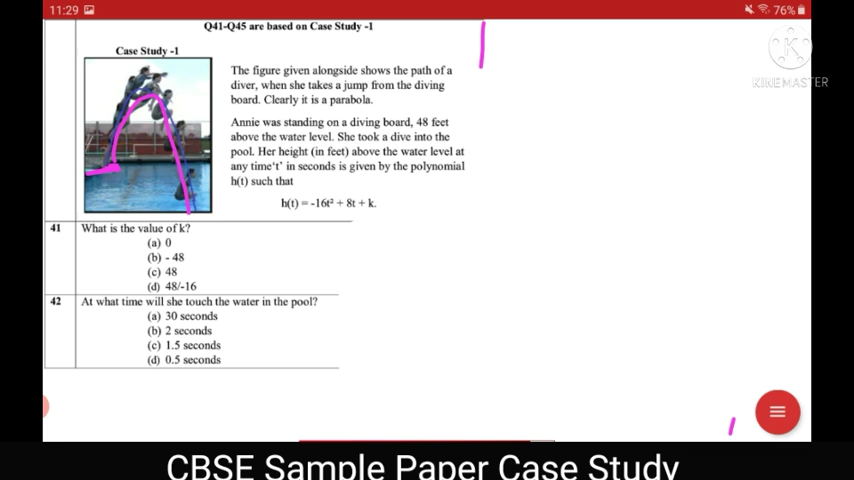 11:29
76%
Q41-Q45 are based on Case Study -1
KINEMASTER
Case Study -1
The figure given alongside shows the path of a
diver, when she takes a jump from the diving
board. Clearly it is a parabola.
Annie was standing on a diving board, 48 feet
above the water level. She took a dive into the
pool. Her height (in feet) above the water level at
any time‘t’ in seconds is given by the polynomial
h(t) such that
h(t) = -16t² + 8t + k.
41 What is the value of k?
(a) 0
(b) - 48
(c) 48
(d) 48/-16
42 At what time will she touch the water in the pool?
(a) 30 seconds
(b) 2 seconds
(c) 1.5 seconds
(d) 0.5 seconds
CBSE Sample Paper Case Study